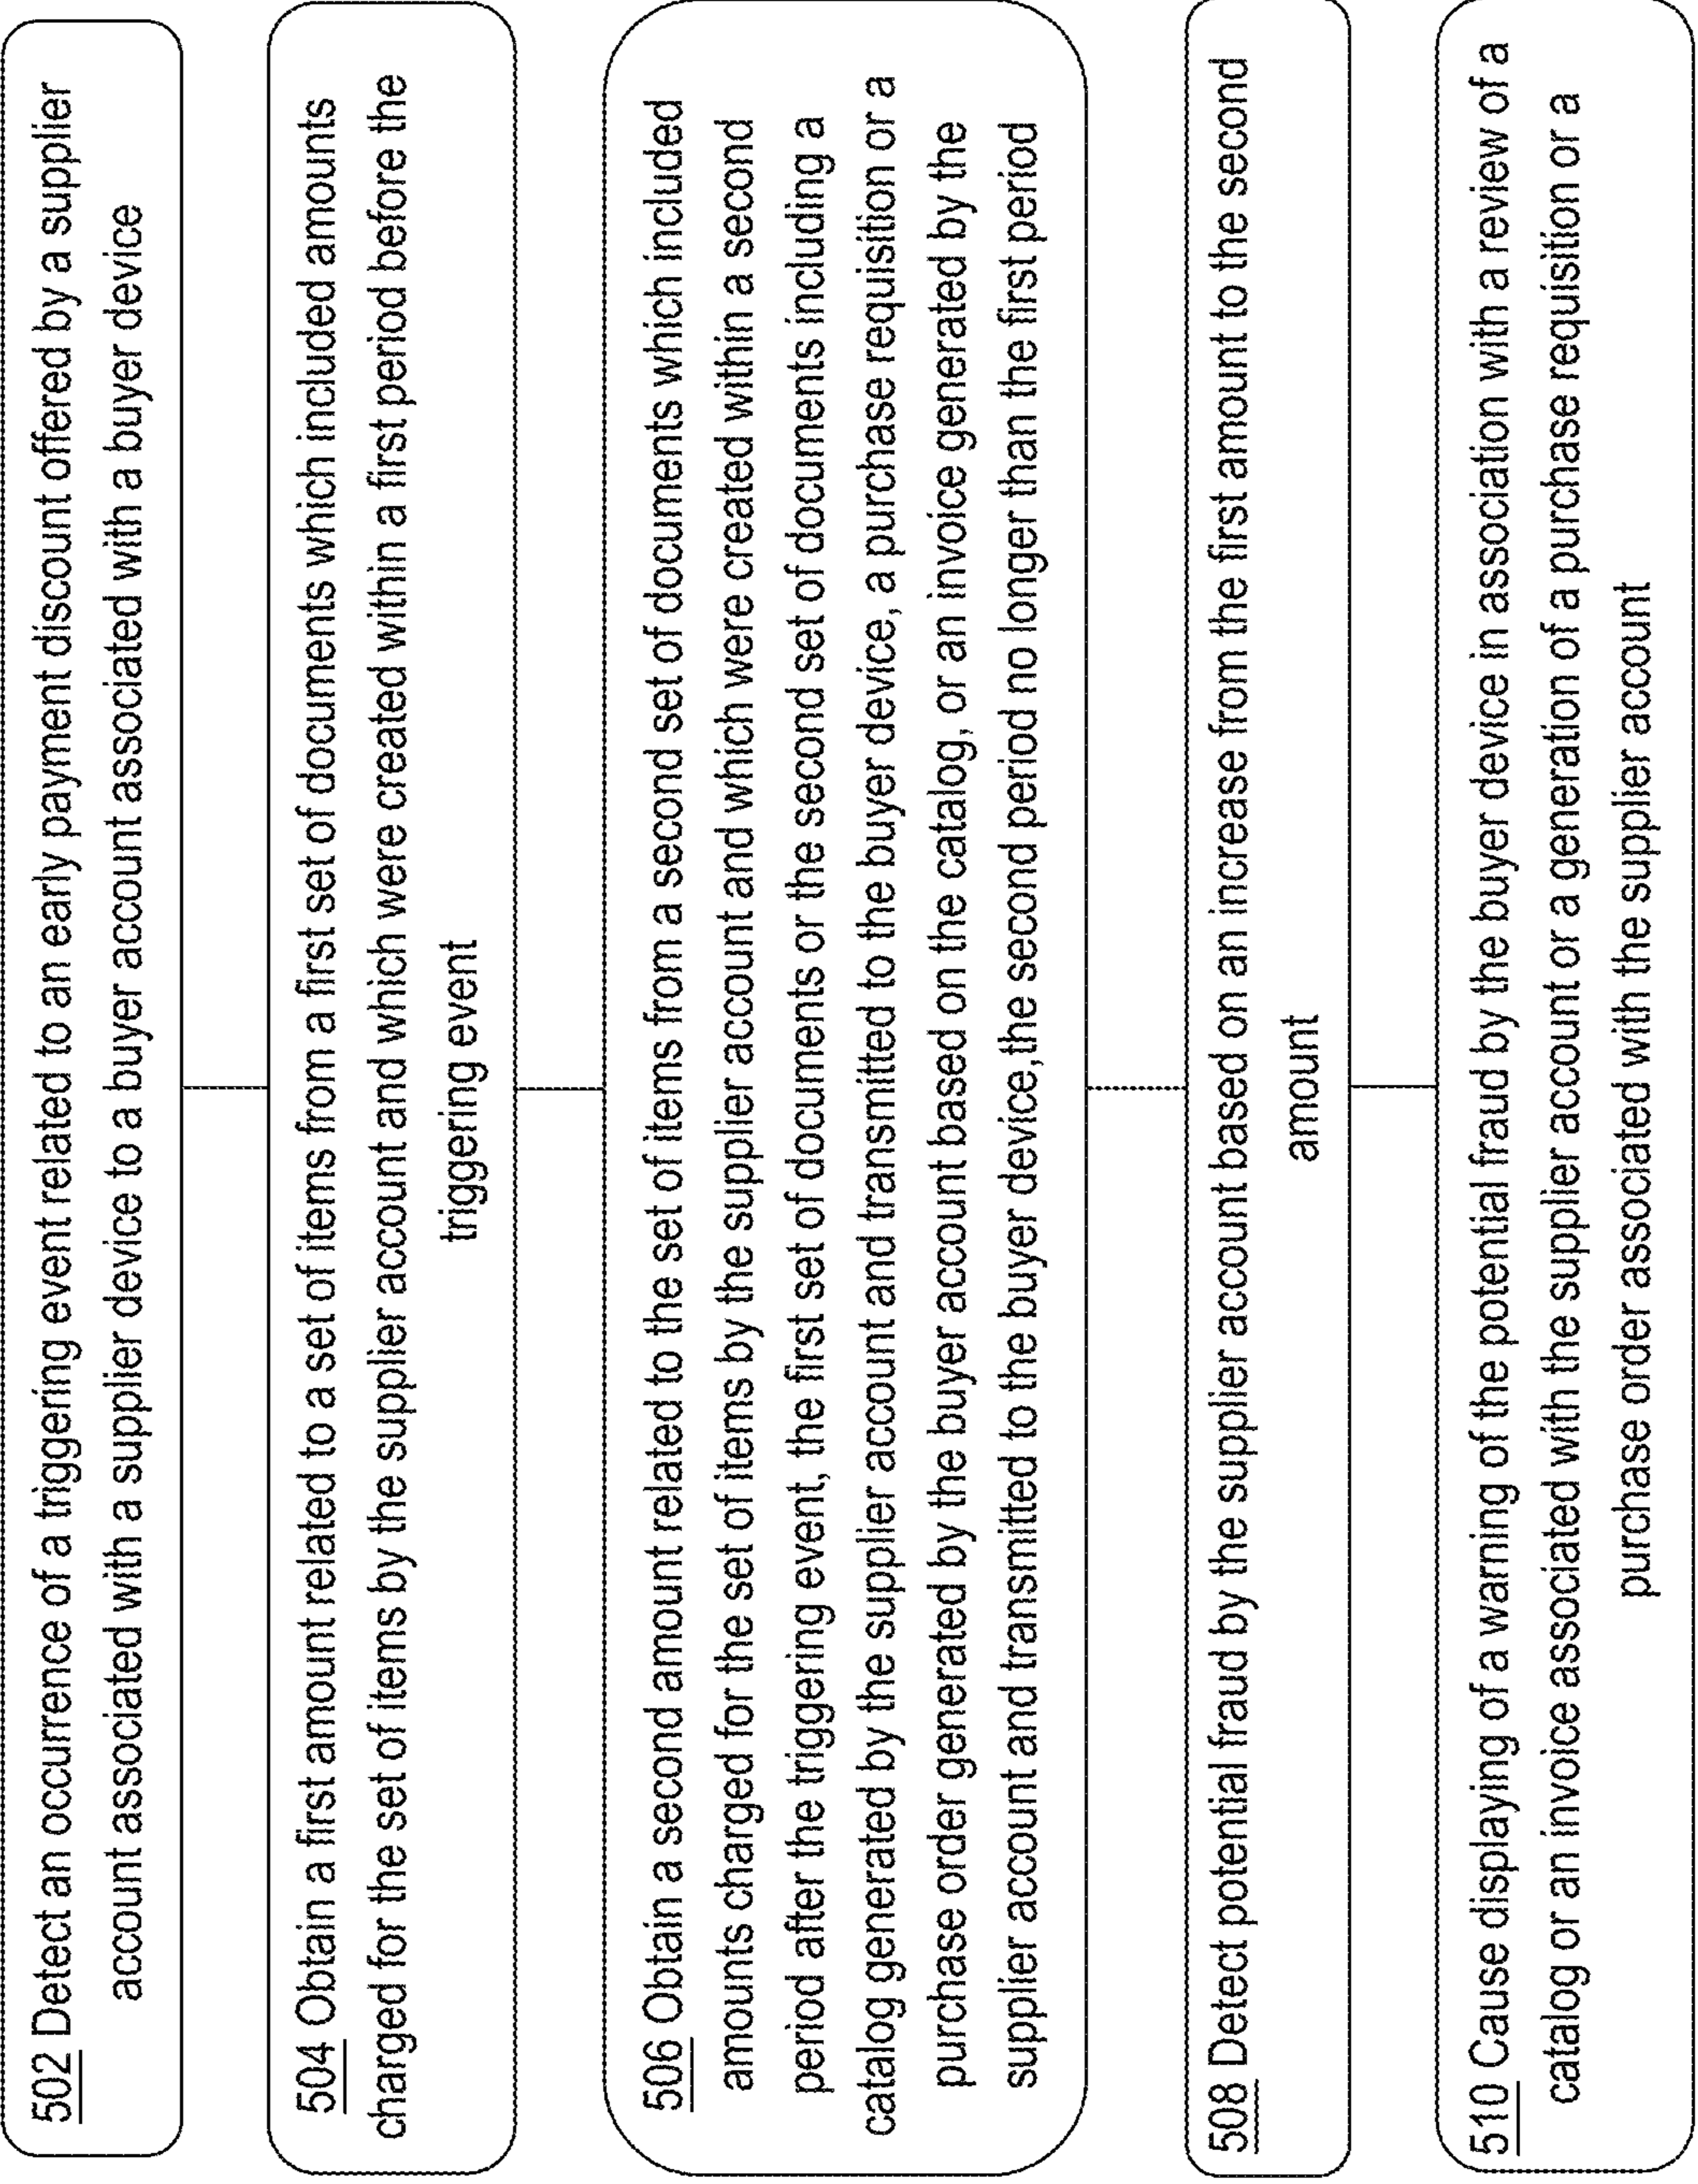 502 Detect an occurrence of a triggering event related to an early payment discount offered by a supplier
account associated with a supplier device to a buyer account associated with a buyer device
504 Obtain a first amount related to a set of items from a first set of documents which included amounts
charged for the set of items by the supplier account and which were created within a first period before the
triggering event
506 Obtain a second amount related to the set of items from a second set of documents which included
amounts charged for the set of items by the supplier account and which were created within a second
period after the triggering event, the first set of documents or the second set of documents including a
catalog generated by the supplier account and transmitted to the buyer device, a purchase requisition or a
purchase order generated by the buyer account based on the catalog, or an invoice generated by the
supplier account and transmitted to the buyer device,the second period no longer than the first period
508 Detect potential fraud by the supplier account based on an increase from the first amount to the second
amount
510 Cause displaying of a warning of the potential fraud by the buyer device in association with a review of a
catalog or an invoice associated with the supplier account or a generation of a purchase requisition or a
purchase order associated with the supplier account